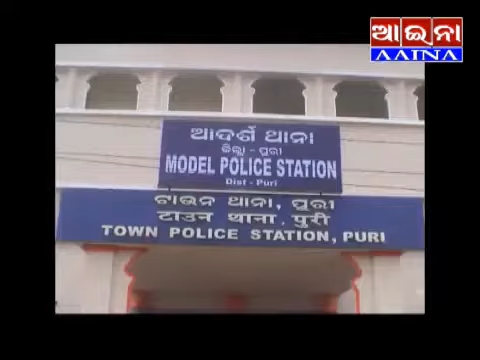 ଆଇନା
AAINA
ଆଦର୍ଶ ଥାନା
ଜିଲ୍ଲା - ପୁରୀ
MODEL POLICE STATION
Dist - Puri
ଟାଉନ ଥାନା, ପୁରୀ
टाउन थाना, पुरी
TOWN POLICE STATION, PURI